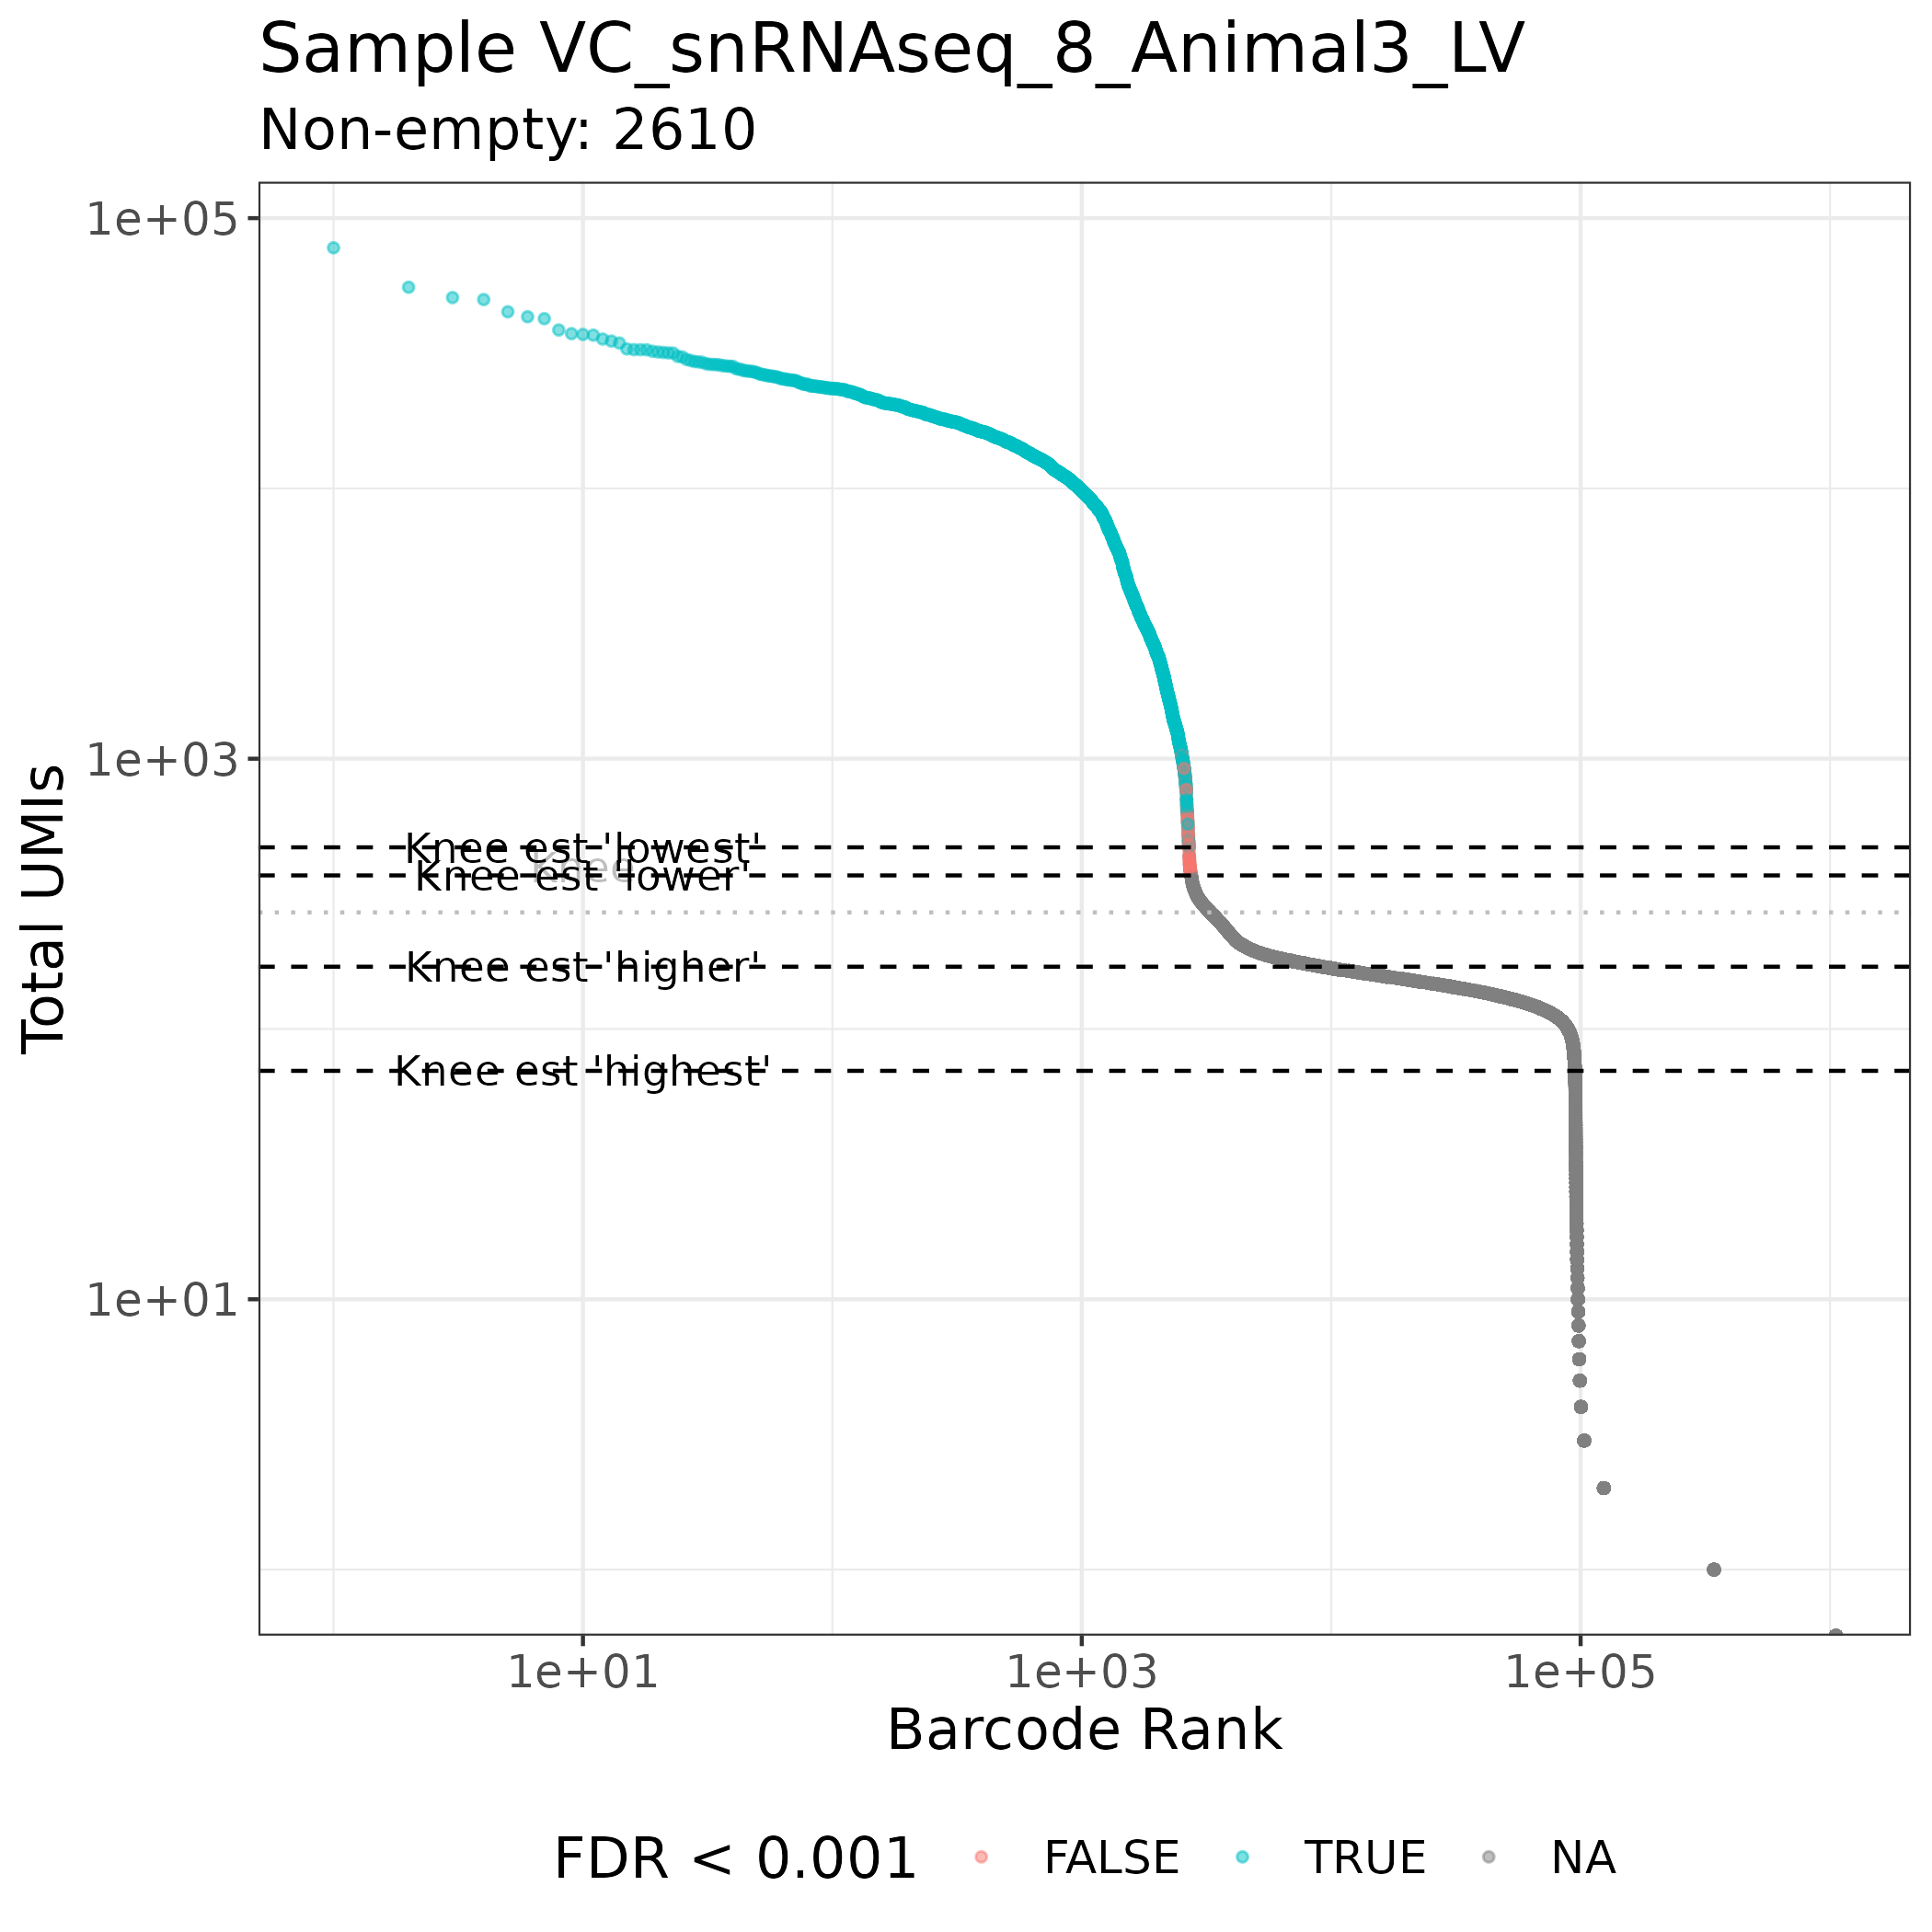 Sample VC_snRNAseq_8_Animal3_LV
Non-empty: 2610
1e+05
1e+03
1e+01
Total UMIs
Knee est 'lowest'
Knee
Knee est 'lower'
Knee est 'higher'
Knee est 'highest'
1e+01 1e+03 1e+05
Barcode Rank
FDR < 0.001 FALSE TRUE NA